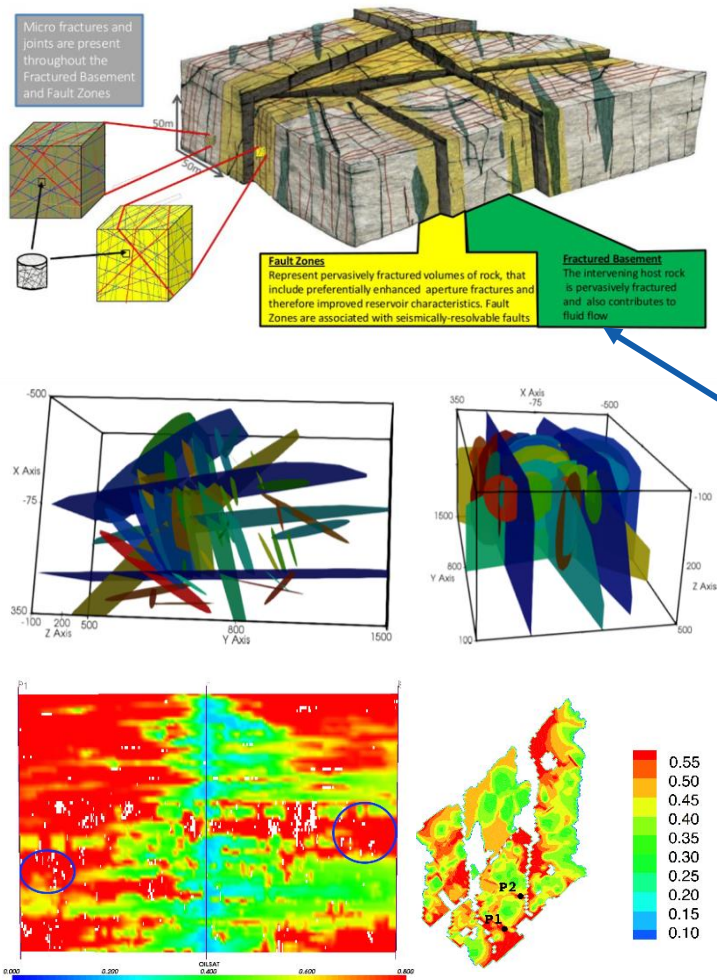 Micro fractures and
joints are present
throughout the
Fractured Basement
and Fault Zones
50m
50m
Fault Zones
Represent pervasively fractured volumes of rock, that
include preferentially enhanced aperture fractures and
therefore improved reservoir characteristics. Fault
Zones are associated with seismically-resolvable faults
Fractured Basement
The intervening host rock
is pervasively fractured
and also contributes to
fluid flow
-500
X Axis
-75
350
-100 200 500
Z Axis
800
Y Axis
1500
350
X Axis
-75
-500
-100
1500
800
Y Axis
200
Z Axis
100
500
P2
P1
0.55
0.50
0.45
0.40
0.35
0.30
0.25
0.20
0.15
0.10
OILSAT
0.000 0.200 0.400 0.600 0.800